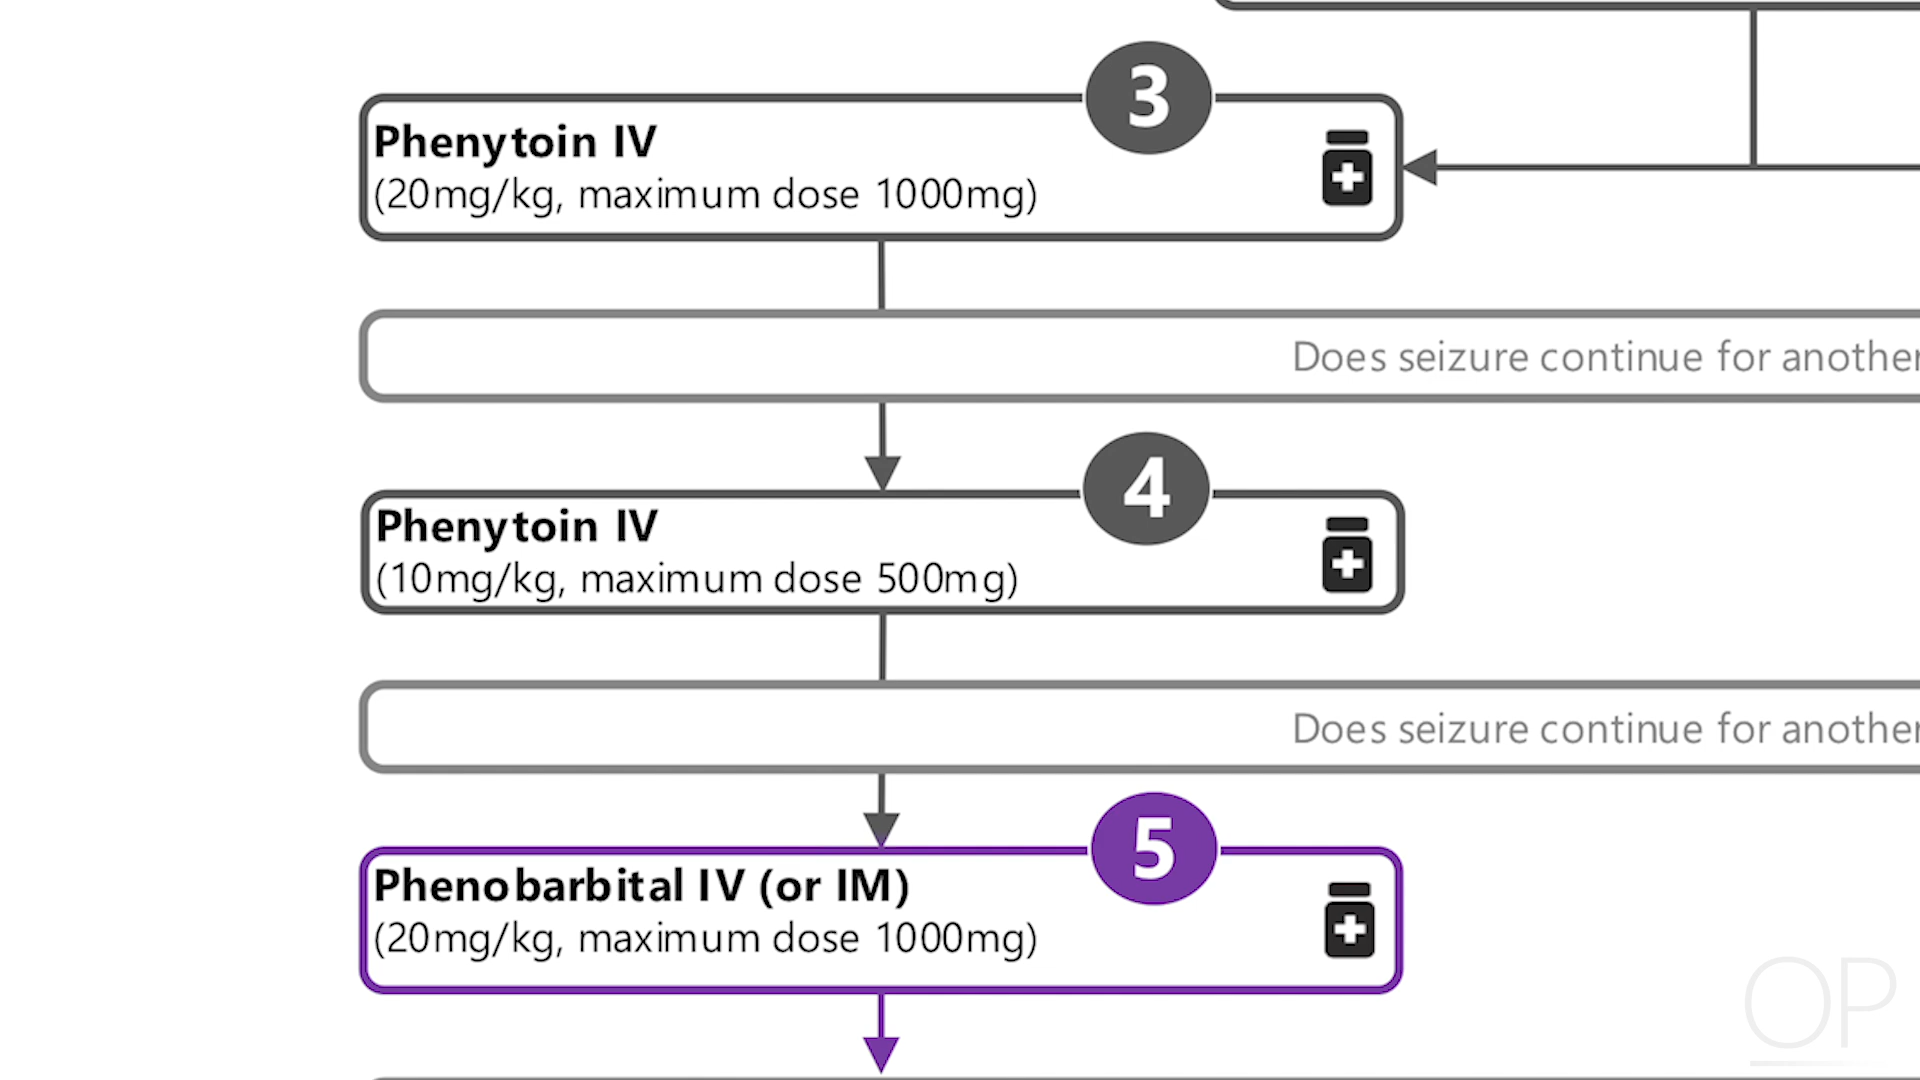 3
Phenytoin IV
(20mg/kg, maximum dose 1000mg)
Does seizure continue for another
4
Phenytoin IV
(10mg/kg, maximum dose 500mg)
Does seizure continue for another
5
Phenobarbital IV (or IM)
(20mg/kg, maximum dose 1000mg)
OP